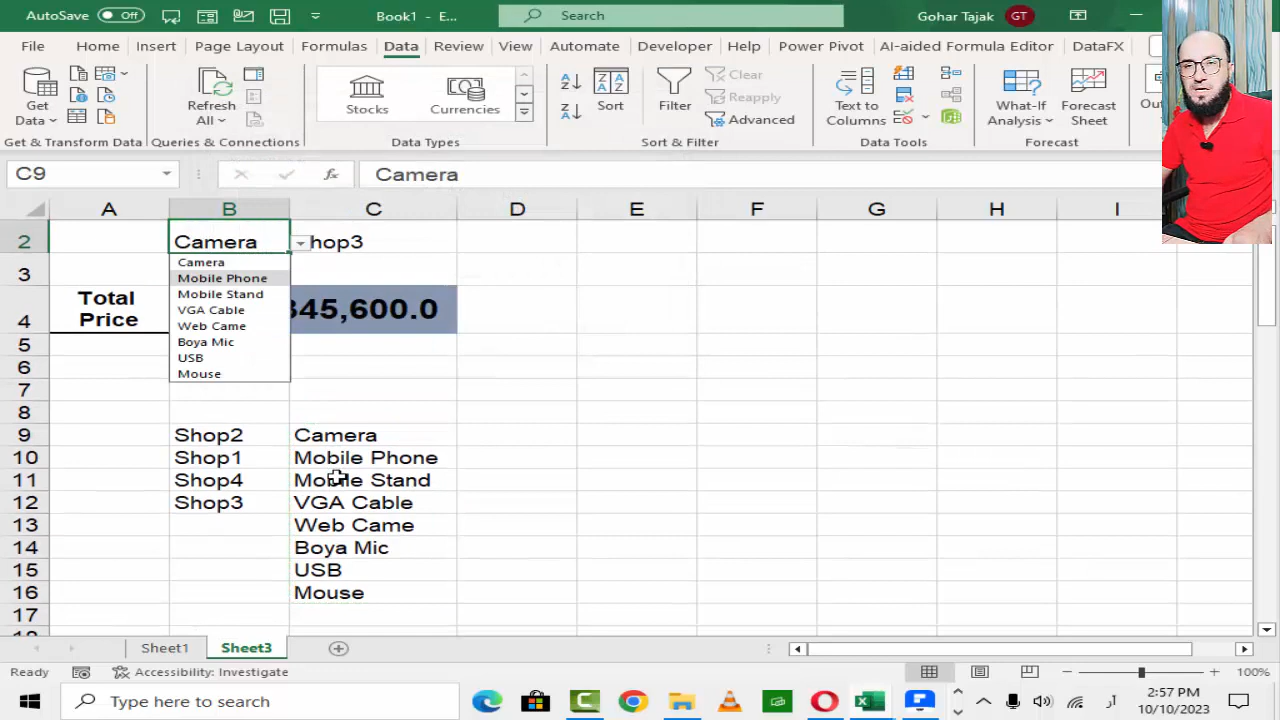 AutoSave Off Book1 - E... Search Gohar Tajak GT
File Home Insert Page Layout Formulas Data Review View Automate Developer Help Power Pivot AI-aided Formula Editor DataFX
Get Data Refresh All Stocks Currencies Sort Filter Clear Reapply Advanced Text to Columns What-If Analysis Forecast Sheet
Get & Transform Data Queries & Connections Data Types Sort & Filter Data Tools Forecast
C9 fx Camera
A B C D E F G H I
2 Camera hop3
Camera
3
Mobile Phone
Mobile Stand
4 Total Price 345,600.0
VGA Cable
Web Came
5 Boya Mic
6 USB
Mouse
7
8
9 Shop2 Camera
10 Shop1 Mobile Phone
11 Shop4 Mobile Stand
12 Shop3 VGA Cable
13 Web Came
14 Boya Mic
15 USB
16 Mouse
17
Sheet1 Sheet3
Ready Accessibility: Investigate 100%
Type here to search 2:57 PM
10/10/2023